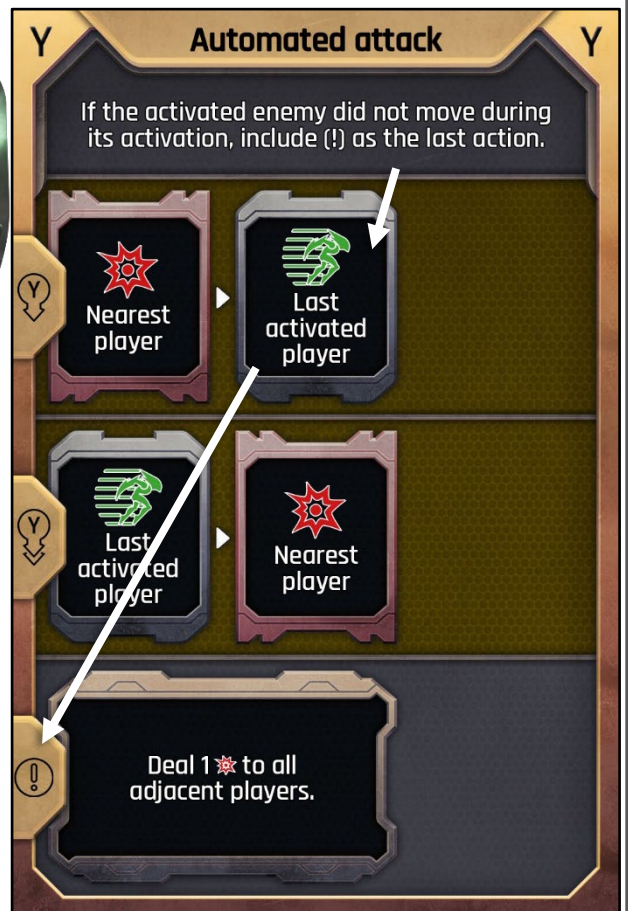 Y Automated attack Y
If the activated enemy did not move during
its activation, include (!) as the last action.
Y
Nearest
player
Last
activated
player
Y
Last
activated
player
Nearest
player
!
Deal 1 to all
adjacent players.